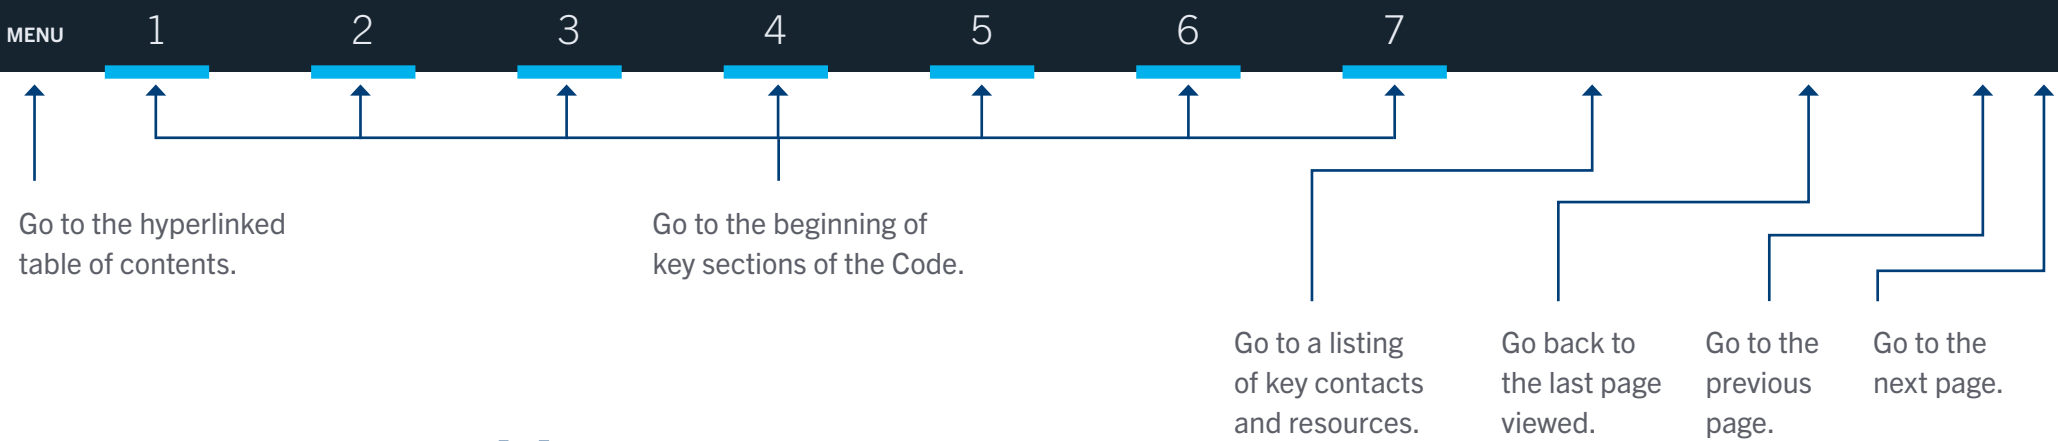 MENU 1 2 3 4 5 6 7
Go to the hyperlinked
table of contents.
Go to the beginning of
key sections of the Code.
Go to a listing
of key contacts
and resources.
Go back to
the last page
viewed.
Go to the
previous
page.
Go to the
next page.